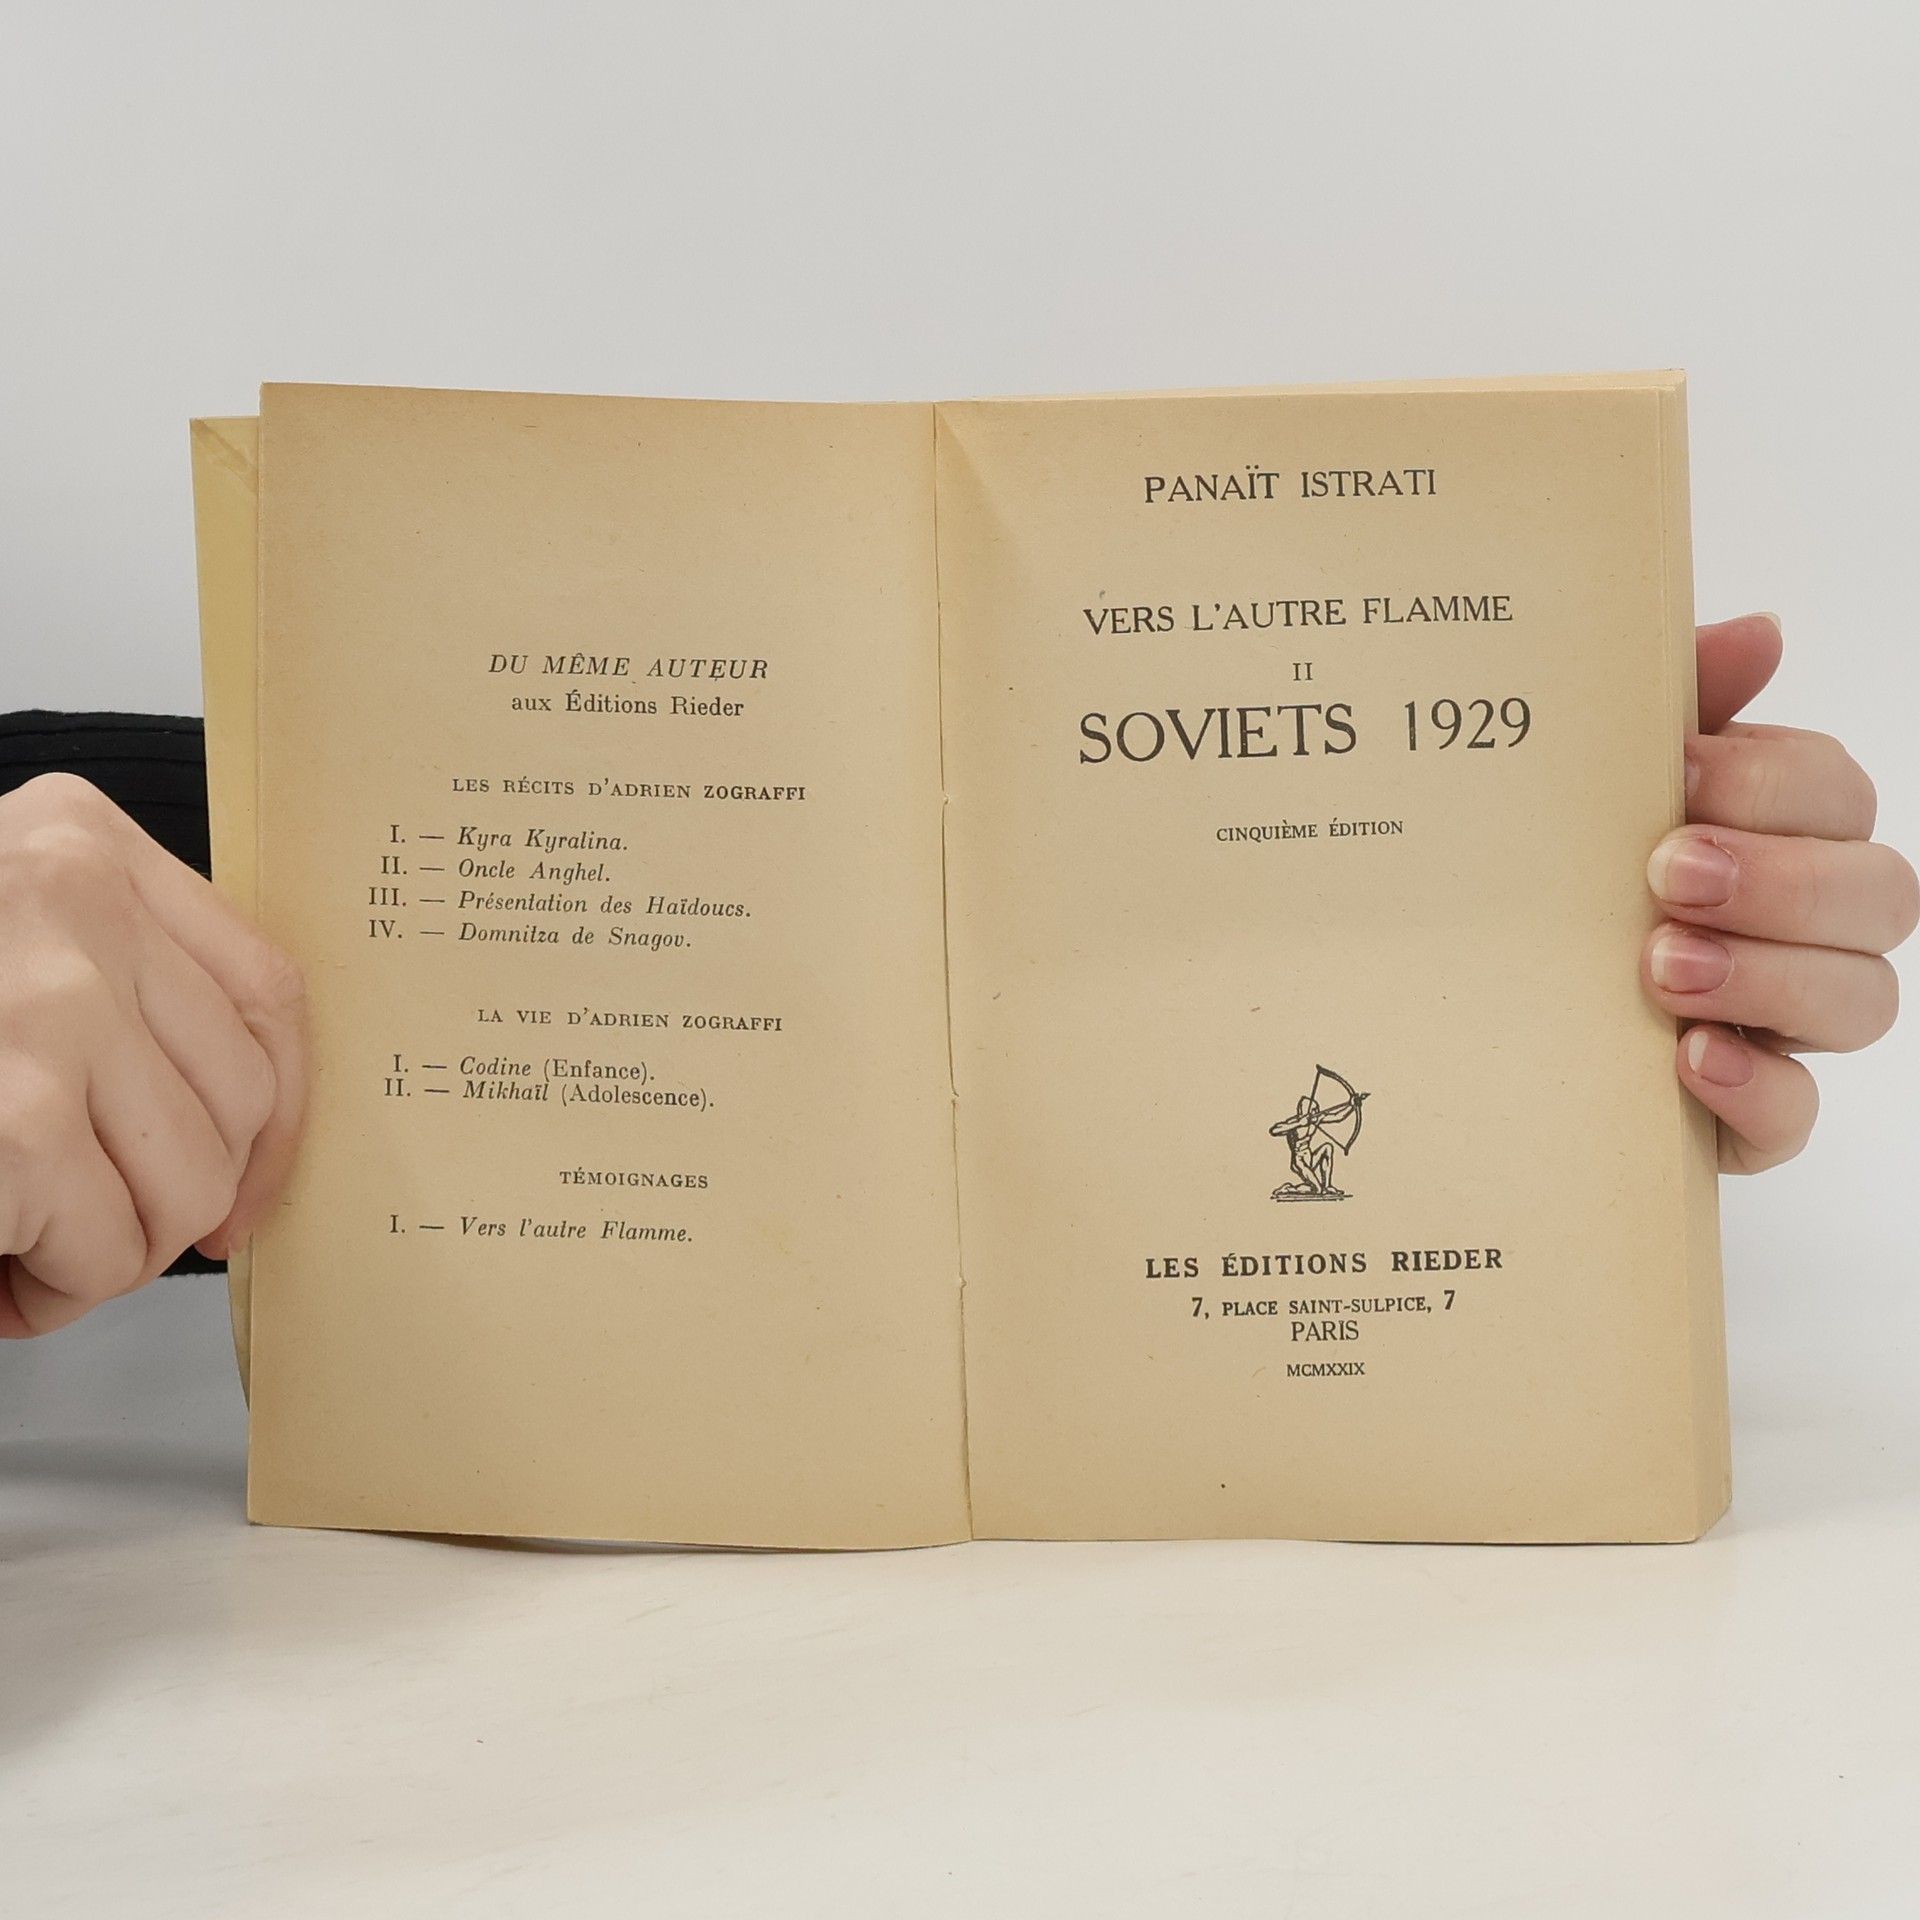 DU MÊME AUTEUR
aux Éditions Rieder
LES RÉCITS D'ADRIEN ZOGRAFFI
I. — Kyra Kyralina.
II. — Oncle Anghel.
III. — Présentation des Haïdoucs.
IV. — Domnitza de Snagov.
LA VIE D'ADRIEN ZOGRAFFI
I. — Codine (Enfance).
II. — Mikhaïl (Adolescence).
TÉMOIGNAGES
I. — Vers l'autre Flamme.
PANAÏT ISTRATI
VERS L'AUTRE FLAMME
II
SOVIETS 1929
CINQUIÈME ÉDITION
LES ÉDITIONS RIEDER
7, PLACE SAINT-SULPICE, 7
PARIS
MCMXXIX